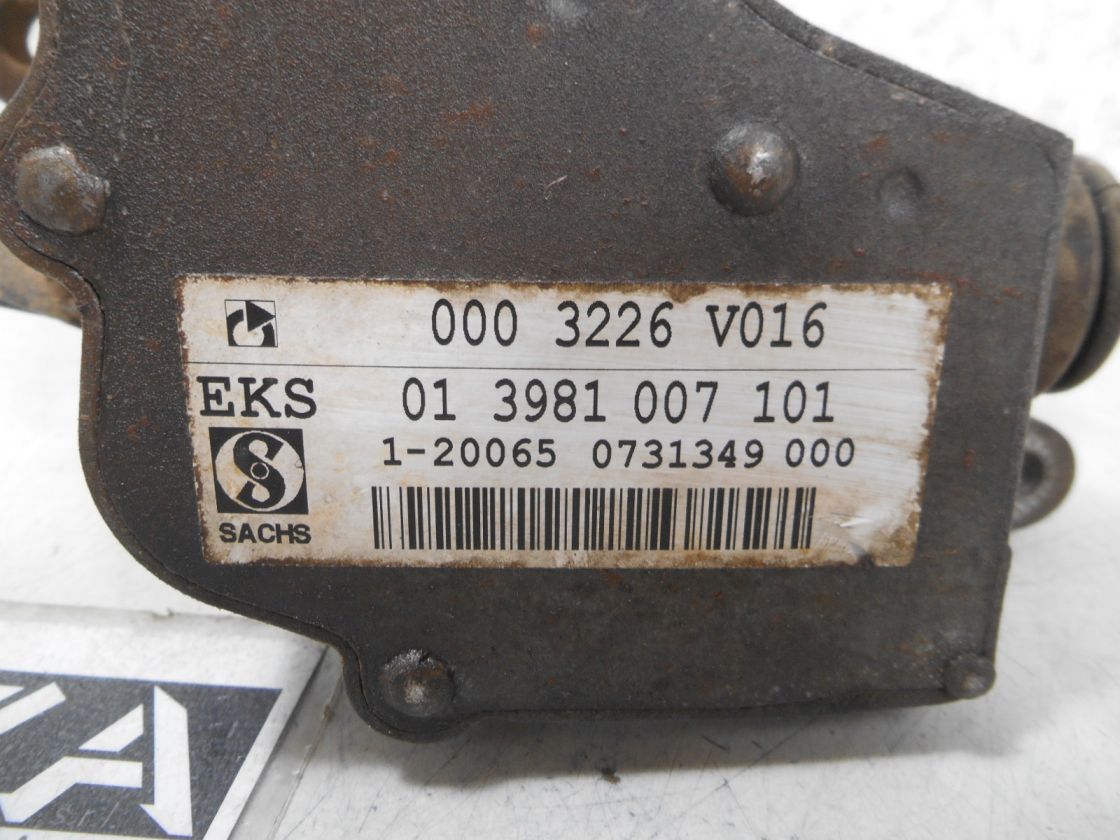 000 3226 V016
EKS 01 3981 007 101
1-20065 0731349 000
SACHS